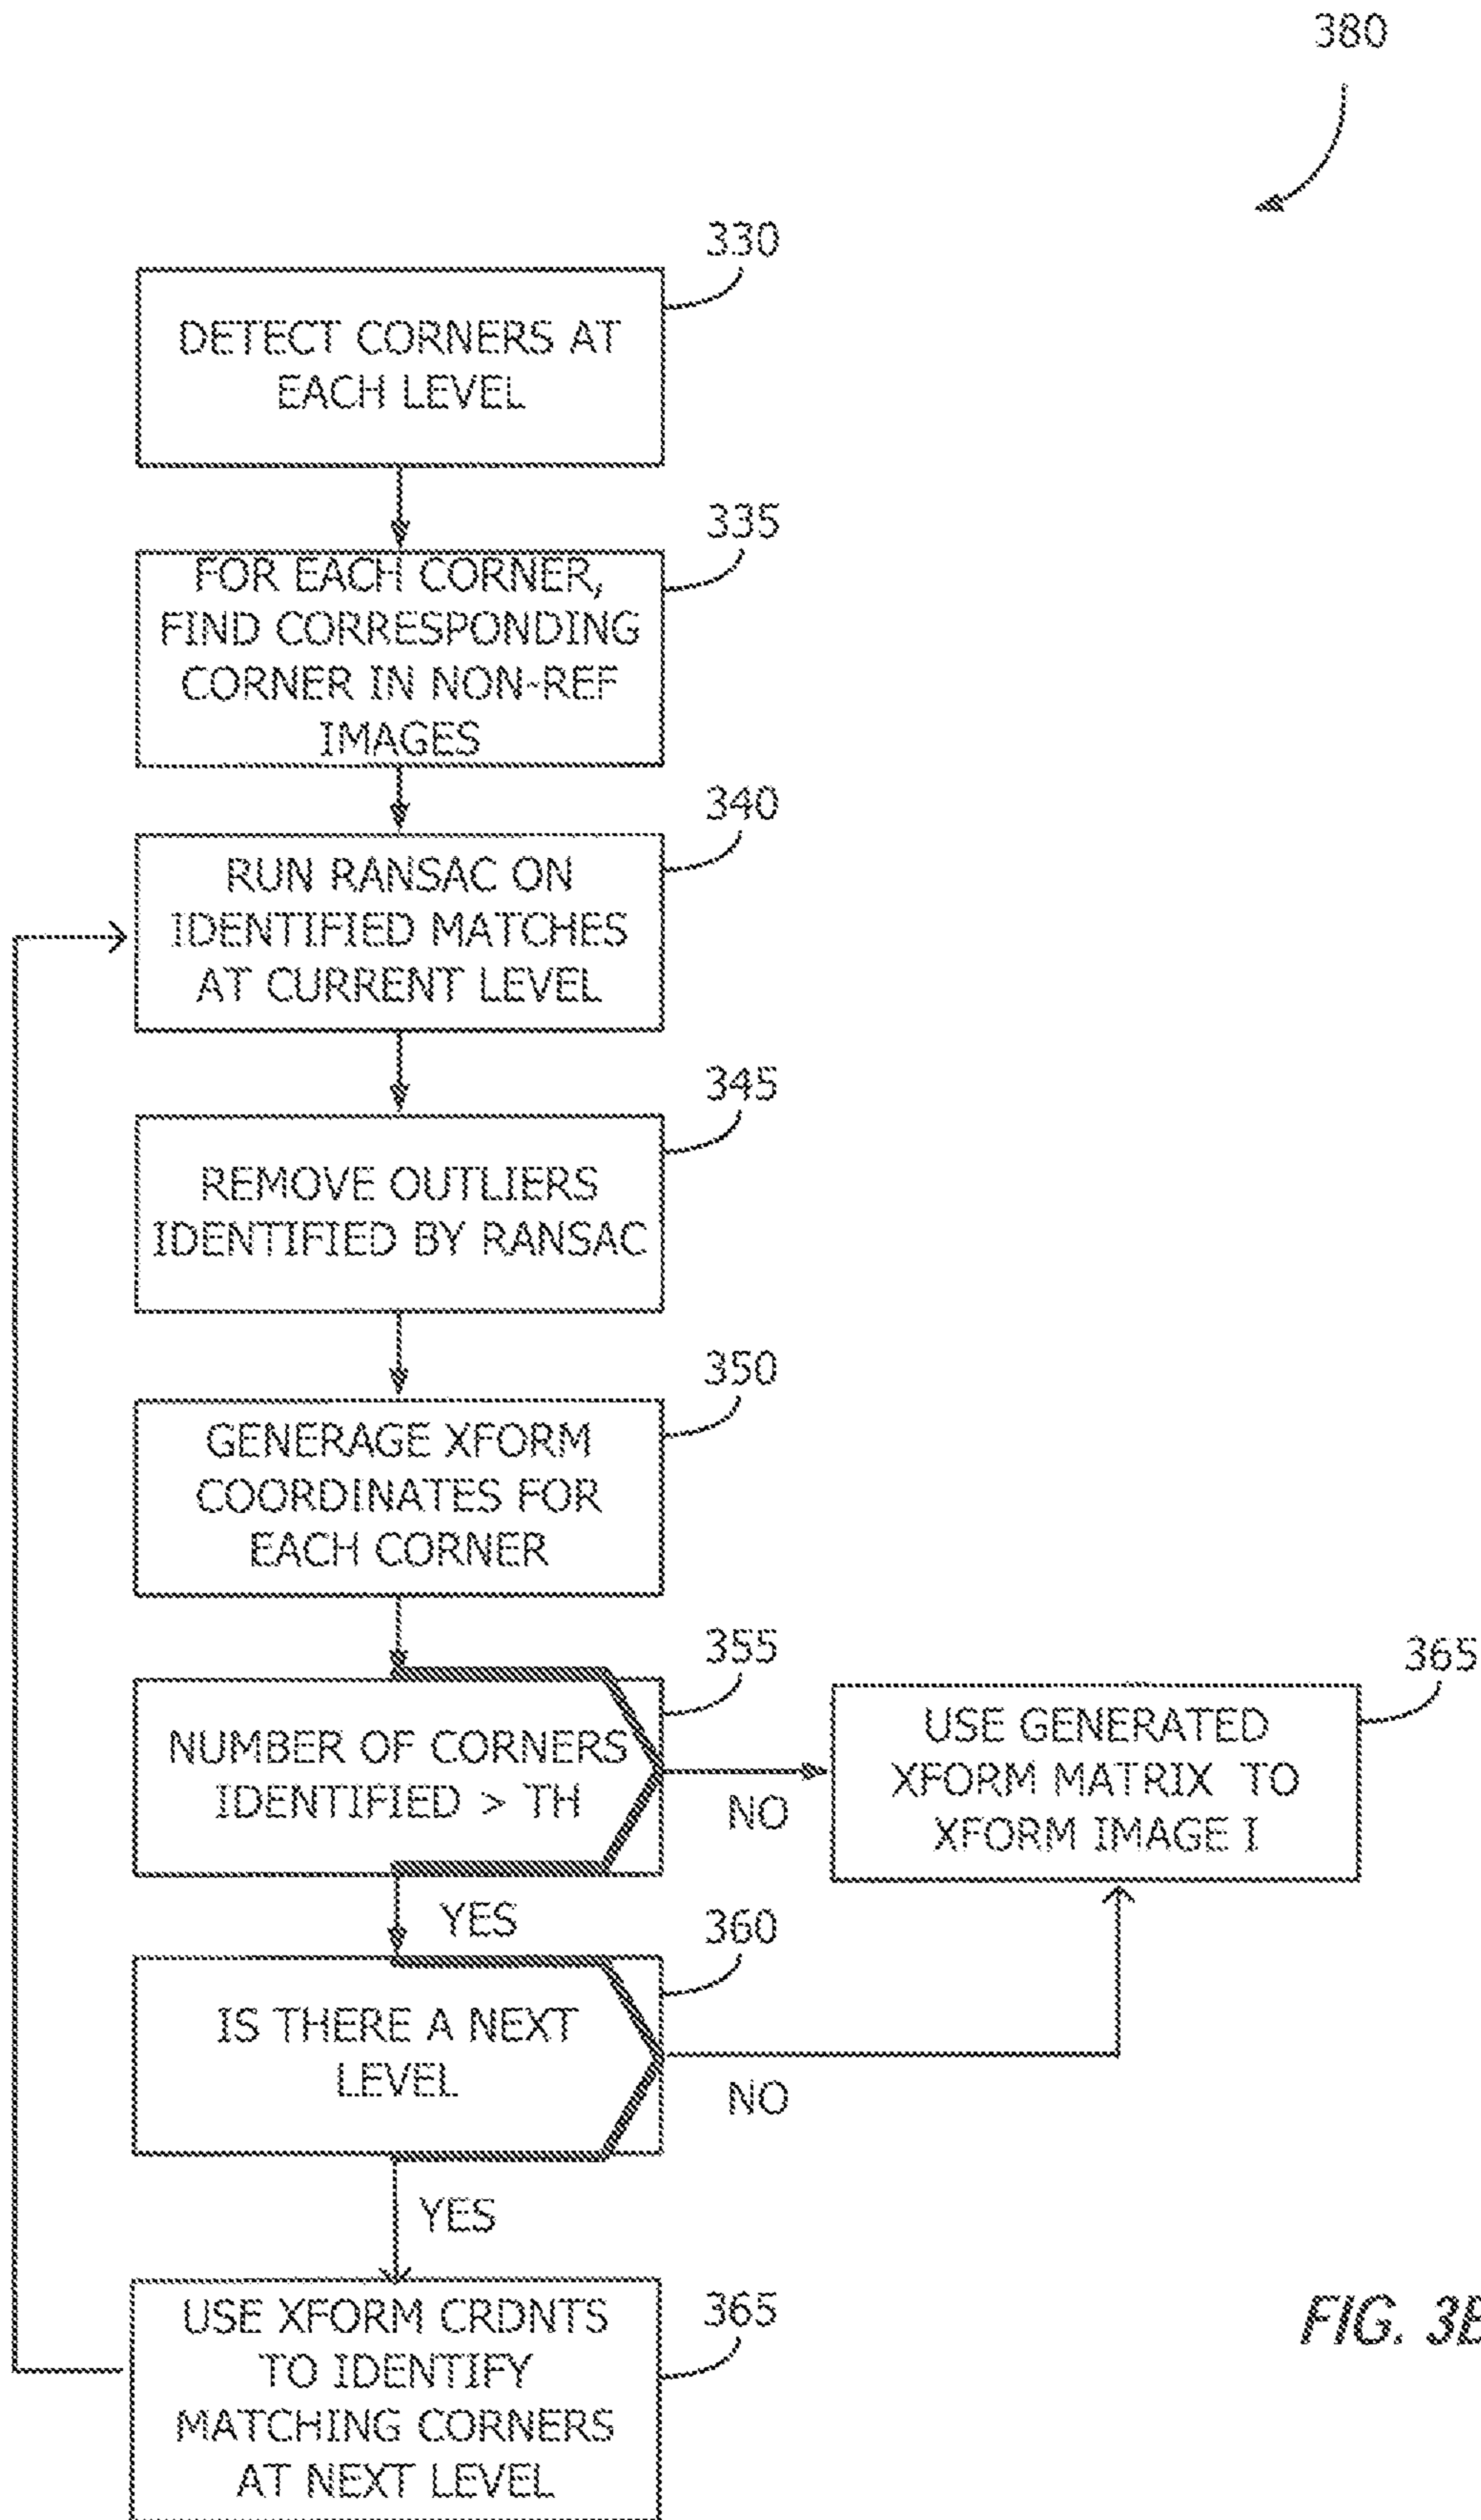 380
330
DETECT CORNERS AT
EACH LEVEL
335
FOR EACH CORNER,
FIND CORRESPONDING
CORNER IN NON-REF
IMAGES
340
RUN RANSAC ON
IDENTIFIED MATCHES
AT CURRENT LEVEL
345
REMOVE OUTLIERS
IDENTIFIED BY RANSAC
350
GENERAGE XFORM
COORDINATES FOR
EACH CORNER
355
NUMBER OF CORNERS
IDENTIFIED > TH
NO
365
USE GENERATED
XFORM MATRIX TO
XFORM IMAGE I
YES
360
IS THERE A NEXT
LEVEL
NO
YES
365
USE XFORM CRDNTS
TO IDENTIFY
MATCHING CORNERS
AT NEXT LEVEL
FIG. 3B